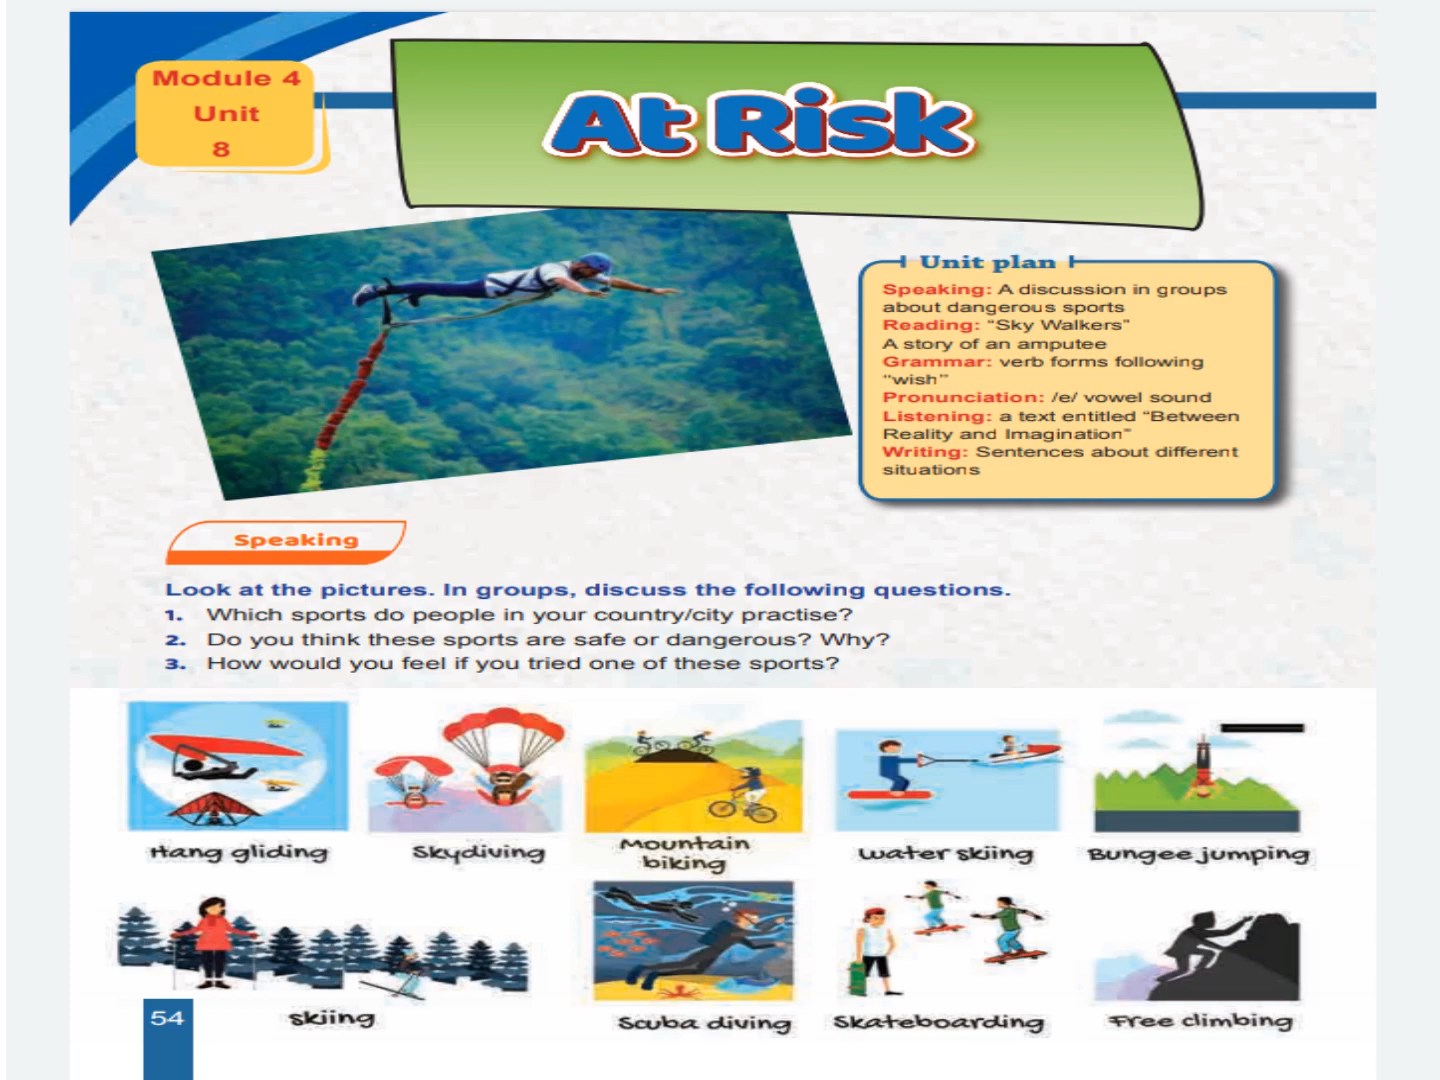 Module 4
Unit
8
At Risk
Unit plan
Speaking: A discussion in groups
about dangerous sports
Reading: “Sky Walkers”
A story of an amputee
Grammar: verb forms following
“wish”
Pronunciation: /e/ vowel sound
Listening: a text entitled “Between
Reality and Imagination”
Writing: Sentences about different
situations
Speaking
Look at the pictures. In groups, discuss the following questions.
1. Which sports do people in your country/city practise?
2. Do you think these sports are safe or dangerous? Why?
3. How would you feel if you tried one of these sports?
Hang gliding
Skydiving
Mountain
biking
Water skiing
Bungee jumping
Skiing
Scuba diving
Skateboarding
Free climbing
54